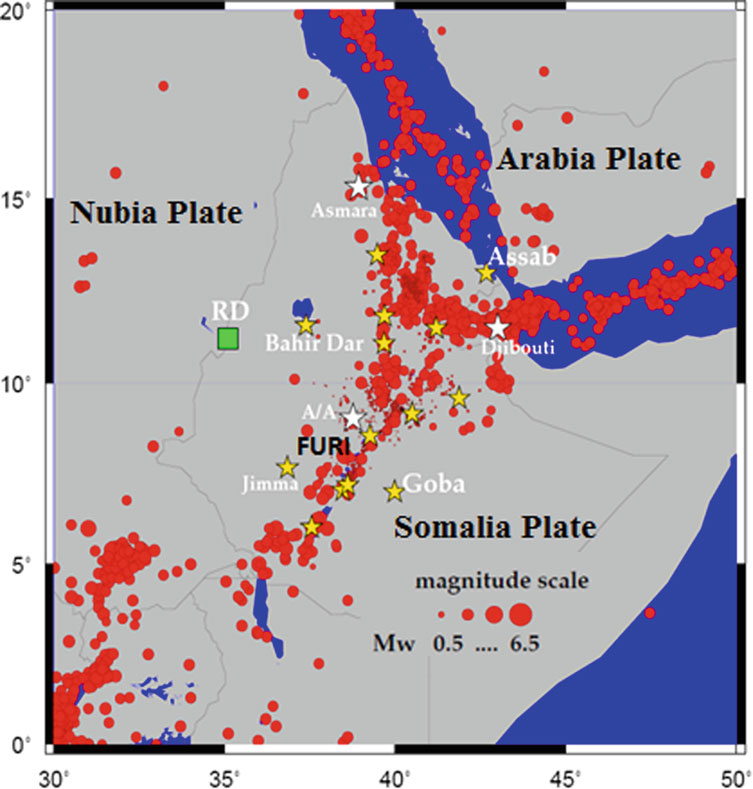 20°
Arabia Plate
15°
Nubia Plate
Asmara
Assab
RD
Bahir Dar
Djibouti
10°
A/A
FURI
Jimma
Goba
Somalia Plate
5°
magnitude scale
Mw 0.5 .... 6.5
0°
30° 35° 40° 45° 50°